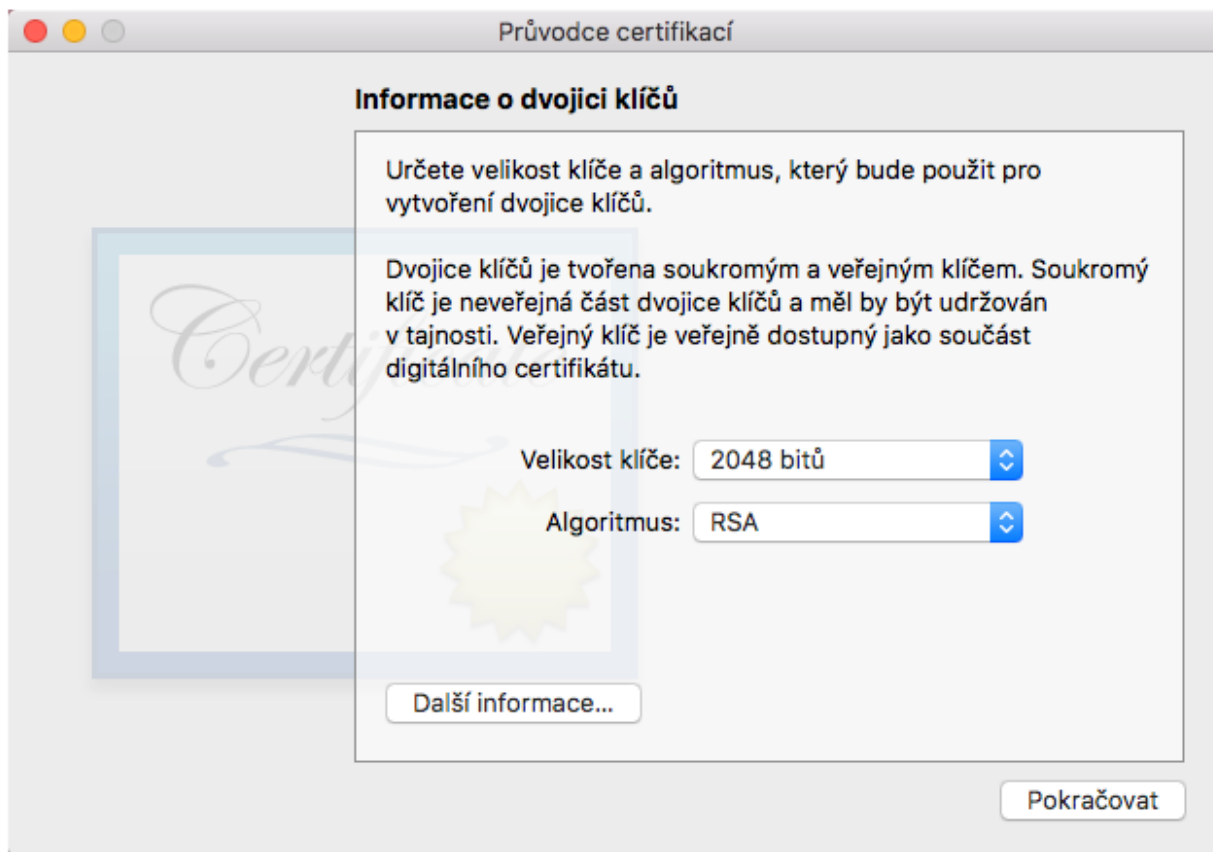 Průvodce certifikací
Informace o dvojici klíčů
Určete velikost klíče a algoritmus, který bude použit pro
vytvoření dvojice klíčů.
Dvojice klíčů je tvořena soukromým a veřejným klíčem. Soukromý
klíč je neveřejná část dvojice klíčů a měl by být udržován
v tajnosti. Veřejný klíč je veřejně dostupný jako součást
digitálního certifikátu.
Certificate
Velikost klíče: 2048 bitů
Algoritmus: RSA
Další informace...
Pokračovat